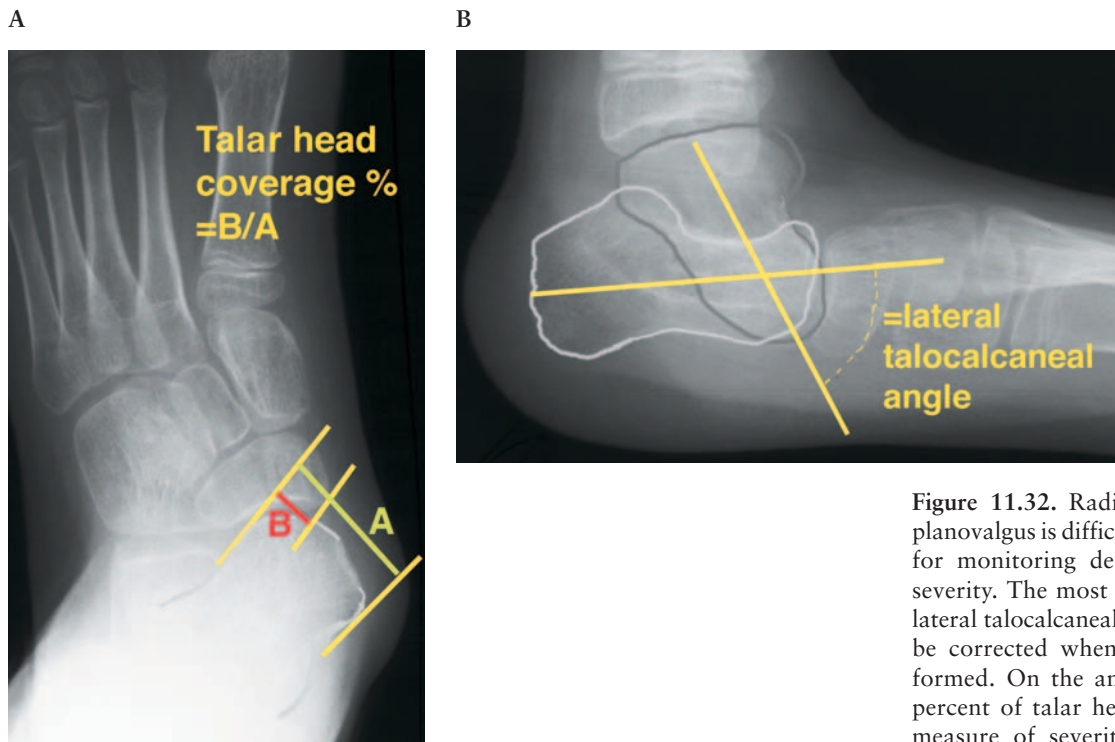 A
B
Talar head
coverage %
=B/A
B
A
=lateral
talocalcaneal
angle
Figure 11.32. Radi
planovalgus is diffic
for monitoring de
severity. The most
lateral talocalcaneal
be corrected when
formed. On the an
percent of talar he
measure of severi